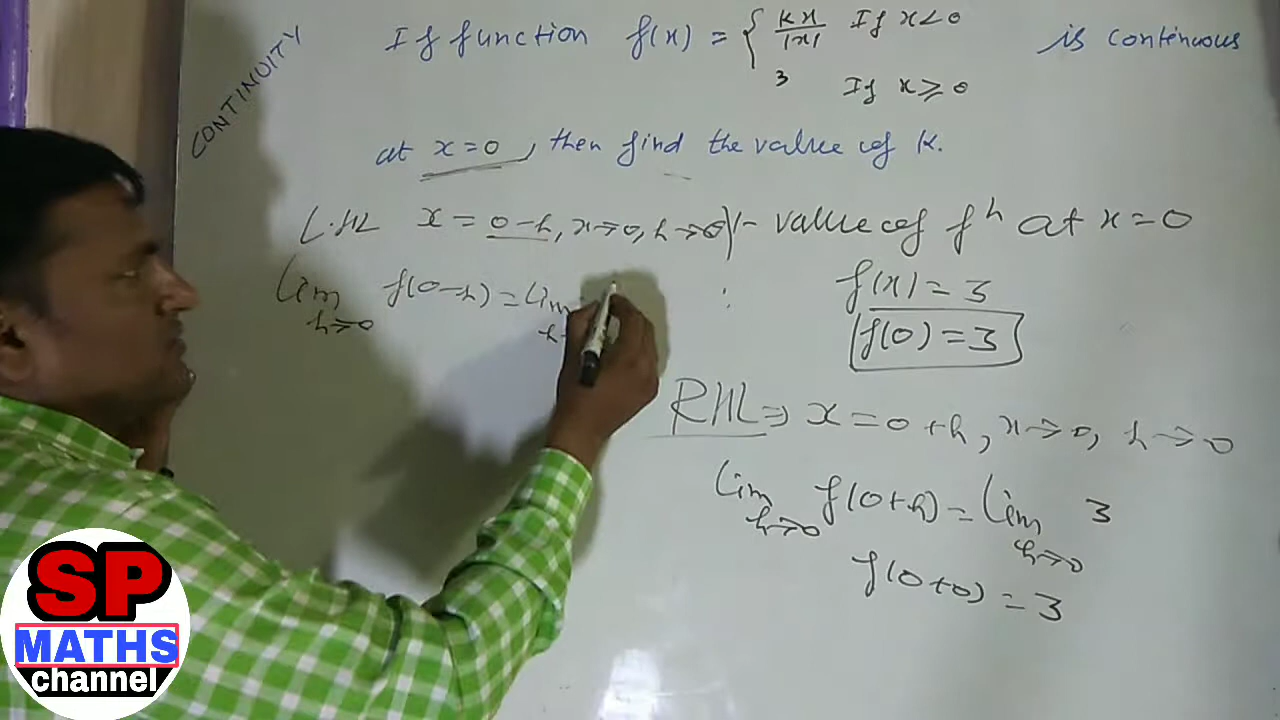 CONTINUITY
If function f(x) = { kx/|x| If x<0 is continuous
3 If x≥0
at x=0, then find the value of k.
L.HL x = 0-h, x→0, h→0
lim h→0 f(0-h) = lim
:- value of fⁿ at x=0
f(x) = 3
f(0) = 3
RHL ⇒ x = 0+h, x→0, h→0
lim h→0 f(0+h) = lim h→0 3
f(0+0) = 3
SP
MATHS
channel